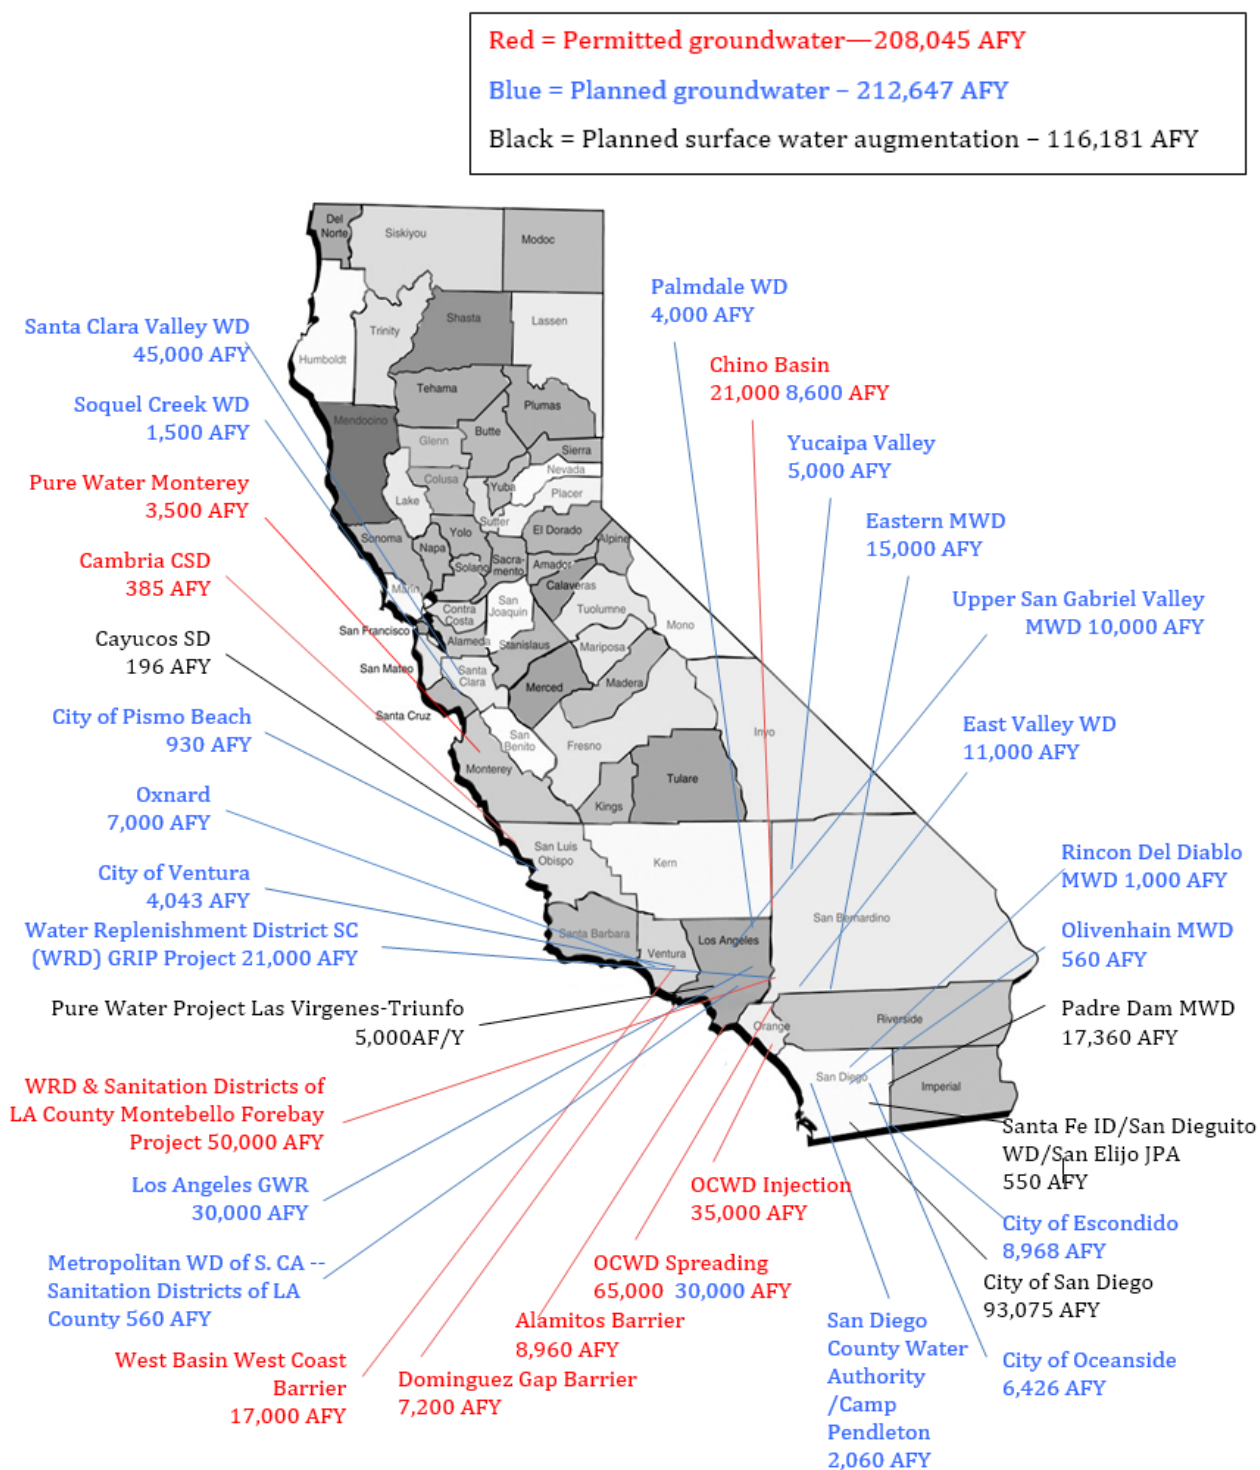 Red = Permitted groundwater—208,045 AFY
Blue = Planned groundwater – 212,647 AFY
Black = Planned surface water augmentation – 116,181 AFY
Del
Norte
Siskiyou
Modoc
Humboldt
Trinity
Shasta
Lassen
Tehama
Plumas
Mendocino
Glenn
Butte
Sierra
Colusa
Yuba
Nevada
Placer
Lake
Sutter
El Dorado
Sonoma
Napa
Yolo
Alpine
Solano
Sacra-
mento
Amador
Calaveras
Marin
Contra
Costa
San
Joaquin
Tuolumne
Mono
San Francisco
Alameda
Stanislaus
Mariposa
San Mateo
Santa
Clara
Merced
Madera
Santa Cruz
San
Benito
Fresno
Inyo
Monterey
Kings
Tulare
San Luis
Obispo
Kern
San Bernardino
Santa Barbara
Ventura
Los Angeles
Orange
Riverside
San Diego
Imperial
Santa Clara Valley WD
45,000 AFY
Soquel Creek WD
1,500 AFY
Pure Water Monterey
3,500 AFY
Cambria CSD
385 AFY
Cayucos SD
196 AFY
City of Pismo Beach
930 AFY
Oxnard
7,000 AFY
City of Ventura
4,043 AFY
Water Replenishment District SC
(WRD) GRIP Project 21,000 AFY
Pure Water Project Las Virgenes-Triunfo
5,000AF/Y
WRD & Sanitation Districts of
LA County Montebello Forebay
Project 50,000 AFY
Los Angeles GWR
30,000 AFY
Metropolitan WD of S. CA --
Sanitation Districts of LA
County 560 AFY
West Basin West Coast
Barrier
17,000 AFY
Dominguez Gap Barrier
7,200 AFY
Alamitos Barrier
8,960 AFY
OCWD Spreading
65,000 30,000 AFY
OCWD Injection
35,000 AFY
Palmdale WD
4,000 AFY
Chino Basin
21,000 8,600 AFY
Yucaipa Valley
5,000 AFY
Eastern MWD
15,000 AFY
Upper San Gabriel Valley
MWD 10,000 AFY
East Valley WD
11,000 AFY
Rincon Del Diablo
MWD 1,000 AFY
Olivenhain MWD
560 AFY
Padre Dam MWD
17,360 AFY
Santa Fe ID/San Dieguito
WD/San Elijo JPA
550 AFY
City of Escondido
8,968 AFY
City of San Diego
93,075 AFY
City of Oceanside
6,426 AFY
San Diego
County Water
Authority
/Camp
Pendleton
2,060 AFY